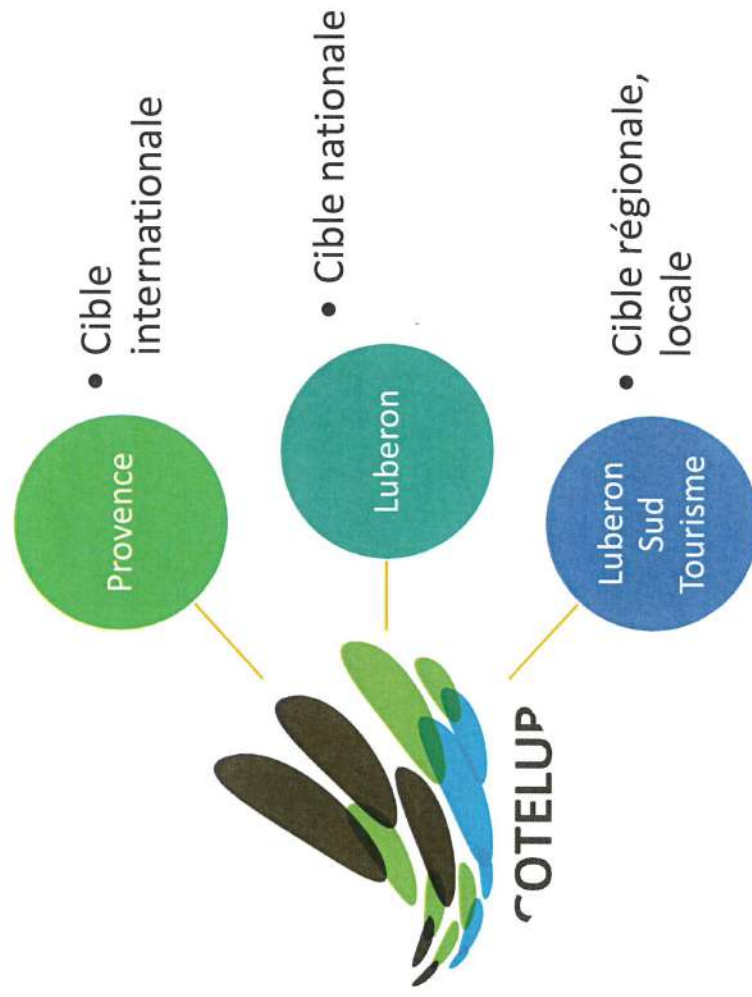 Provence
• Cible
internationale
Luberon
• Cible nationale
Luberon
Sud
Tourisme
• Cible régionale,
locale
COTELUP